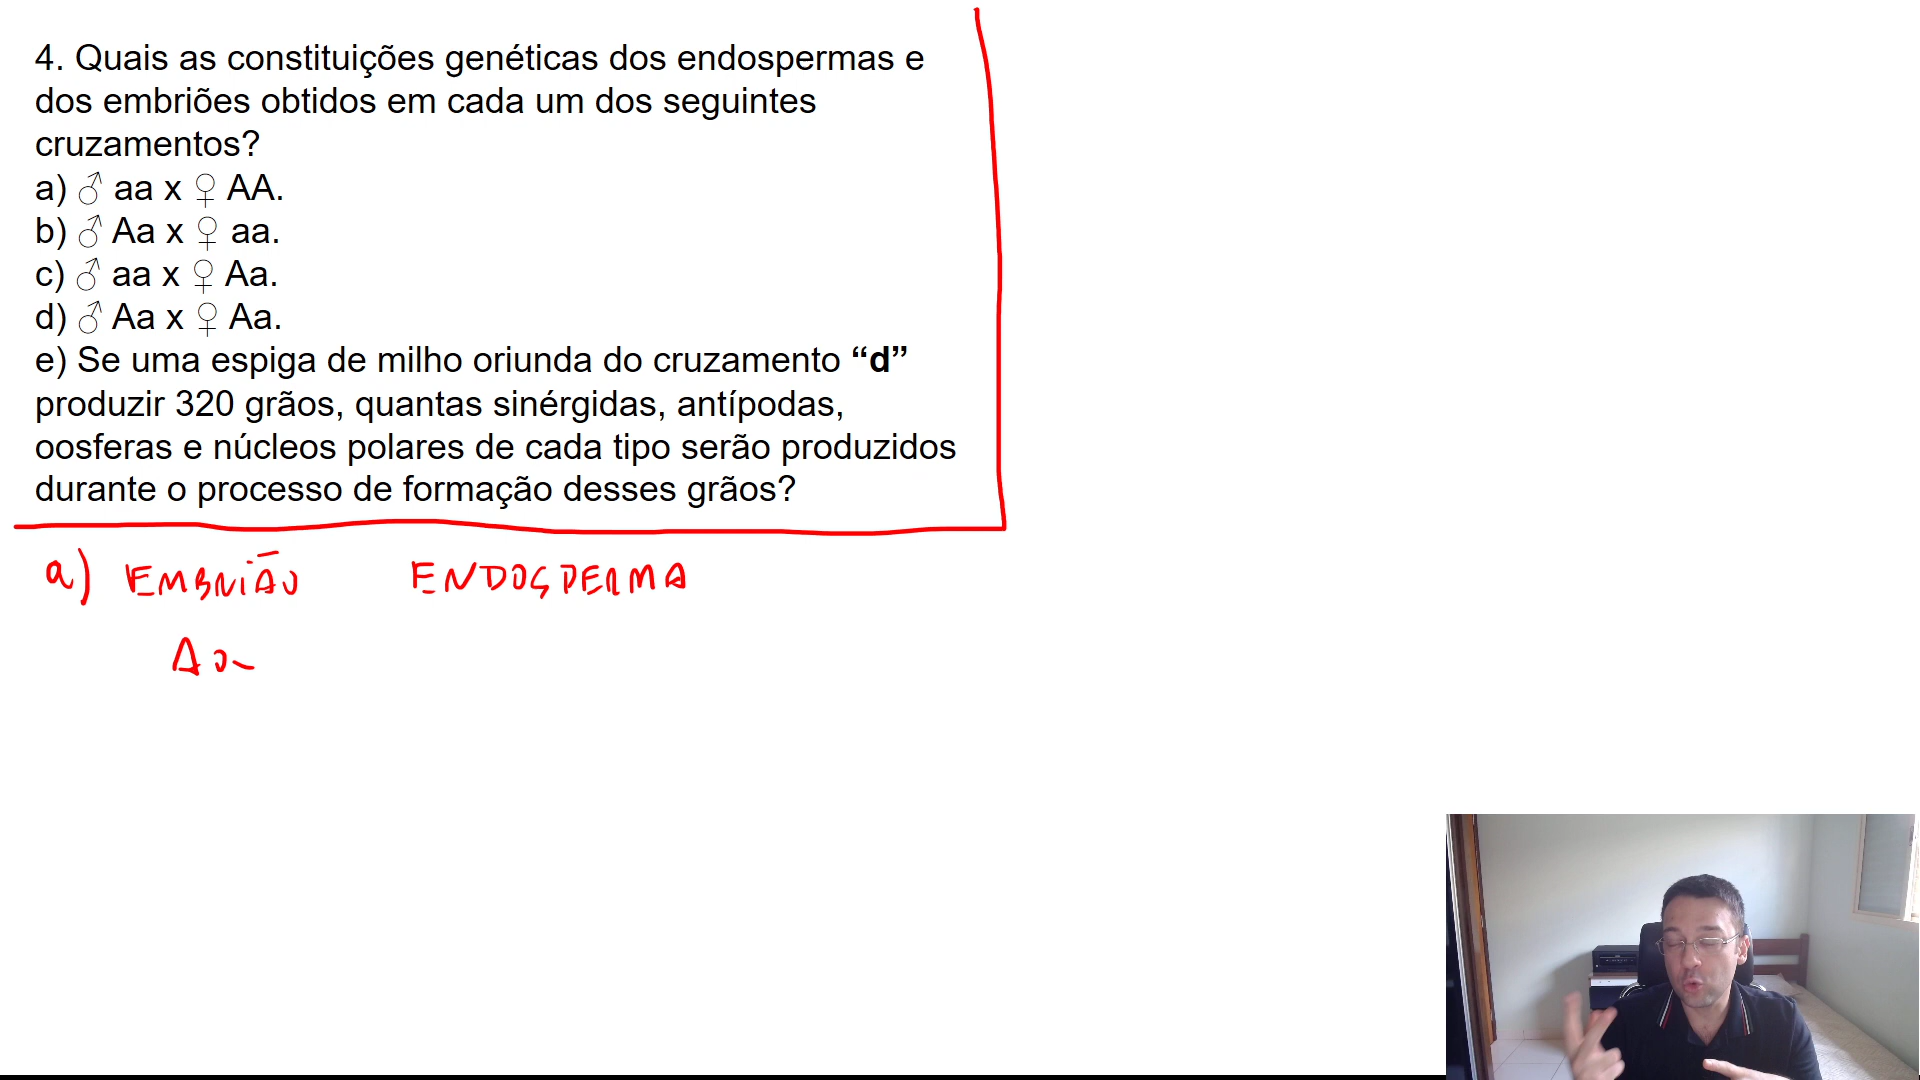 4. Quais as constituições genéticas dos endospermas e
dos embriões obtidos em cada um dos seguintes
cruzamentos?
a) ♂ aa x ♀ AA.
b) ♂ Aa x ♀ aa.
c) ♂ aa x ♀ Aa.
d) ♂ Aa x ♀ Aa.
e) Se uma espiga de milho oriunda do cruzamento “d”
produzir 320 grãos, quantas sinérgidas, antípodas,
oosferas e núcleos polares de cada tipo serão produzidos
durante o processo de formação desses grãos?
a) EMBRIÃO ENDOSPERMA
Aa